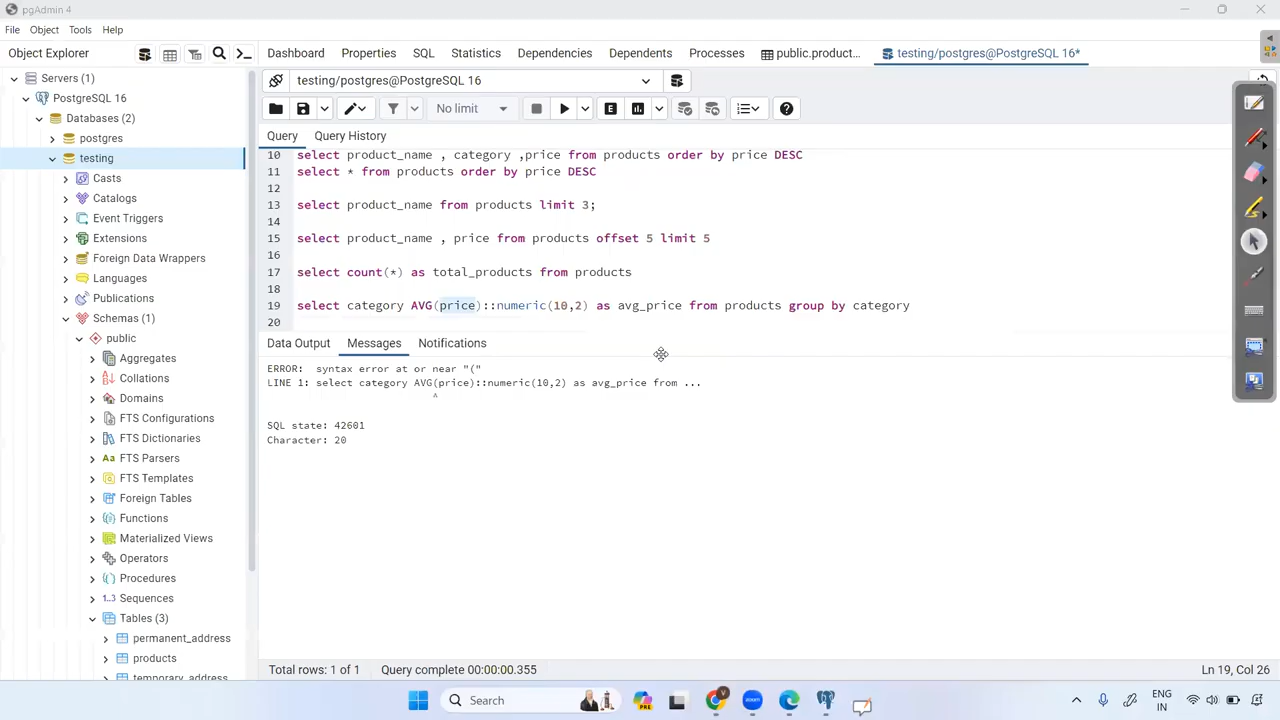 pgAdmin 4
File Object Tools Help
Object Explorer
Dashboard Properties SQL Statistics Dependencies Dependents Processes public.product... testing/postgres@PostgreSQL 16*
Servers (1)
PostgreSQL 16
Databases (2)
postgres
testing
Casts
Catalogs
Event Triggers
Extensions
Foreign Data Wrappers
Languages
Publications
Schemas (1)
public
Aggregates
Collations
Domains
FTS Configurations
FTS Dictionaries
Aa FTS Parsers
FTS Templates
Foreign Tables
Functions
Materialized Views
Operators
Procedures
1..3 Sequences
Tables (3)
permanent_address
products
temporary_address
testing/postgres@PostgreSQL 16
No limit E
Query Query History
10 select product_name , category ,price from products order by price DESC
11 select * from products order by price DESC
12
13 select product_name from products limit 3;
14
15 select product_name , price from products offset 5 limit 5
16
17 select count(*) as total_products from products
18
19 select category AVG(price)::numeric(10,2) as avg_price from products group by category
20
Data Output Messages Notifications
ERROR: syntax error at or near "("
LINE 1: select category AVG(price)::numeric(10,2) as avg_price from ...
^
SQL state: 42601
Character: 20
Total rows: 1 of 1 Query complete 00:00:00.355 Ln 19, Col 26
Search
ENG
IN